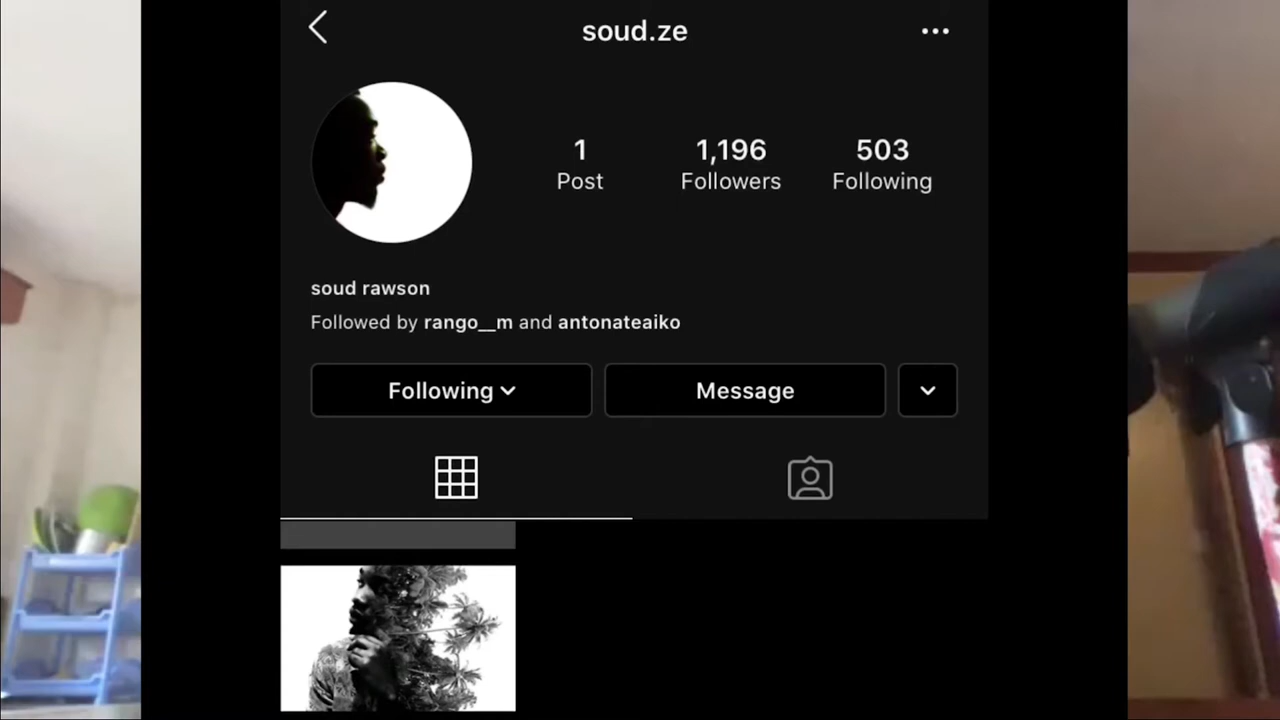 soud.ze
1 1,196 503
Post Followers Following
soud rawson
Followed by rango__m and antonateaiko
Following Message